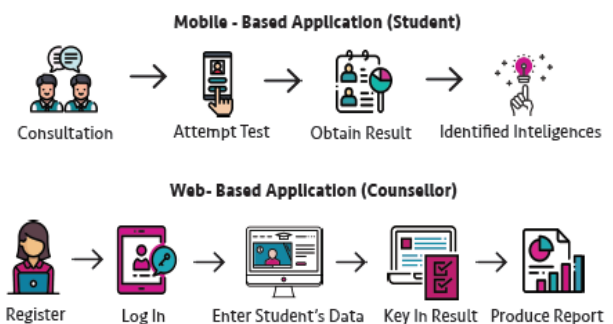 Mobile - Based Application (Student)
Consultation
Attempt Test
Obtain Result
Identified Inteligences
Web- Based Application (Counsellor)
Register
Log In
Enter Student's Data
Key In Result
Produce Report